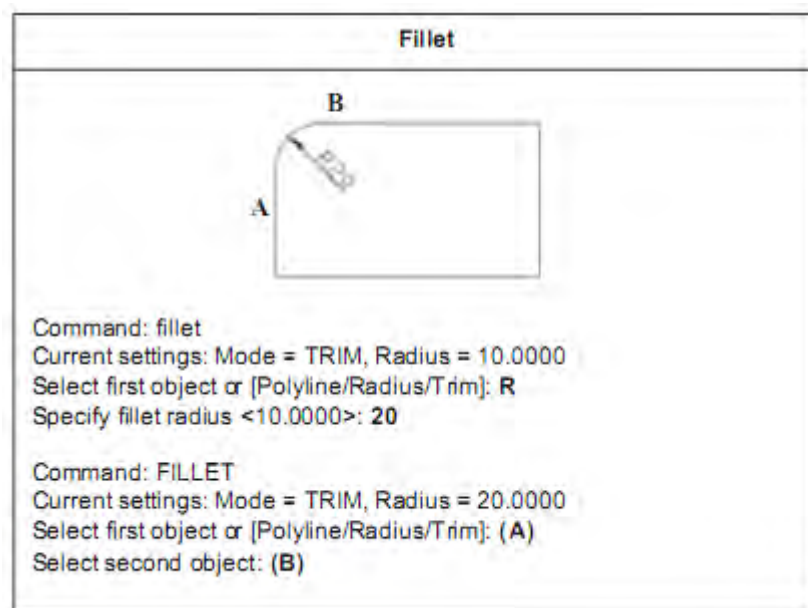 Fillet
B
R20
A
Command: fillet
Current settings: Mode = TRIM, Radius = 10.0000
Select first object or [Polyline/Radius/Trim]: R
Specify fillet radius <10.0000>: 20
Command: FILLET
Current settings: Mode = TRIM, Radius = 20.0000
Select first object or [Polyline/Radius/Trim]: (A)
Select second object: (B)